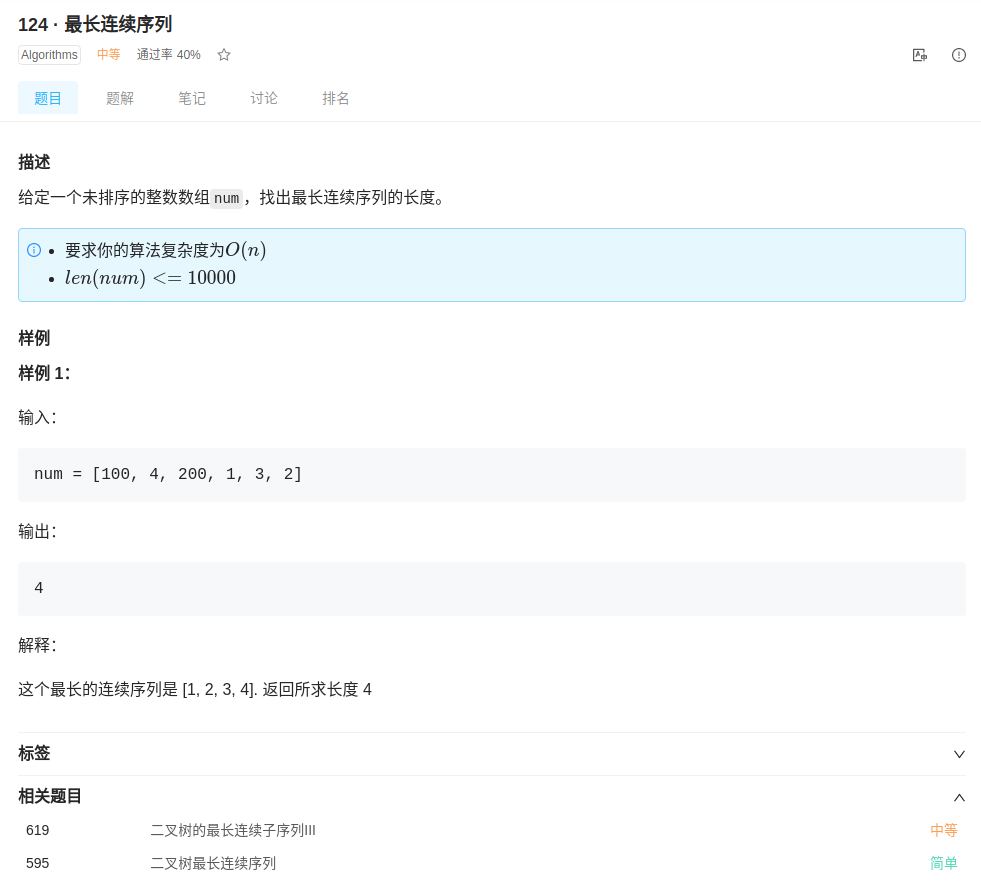 124 · 最长连续序列
Algorithms 中等 通过率 40%
题目 题解 笔记 讨论 排名
描述
给定一个未排序的整数数组num，找出最长连续序列的长度。
• 要求你的算法复杂度为O(n)
• len(num) <= 10000
样例
样例 1：
输入：
num = [100, 4, 200, 1, 3, 2]
输出：
4
解释：
这个最长的连续序列是 [1, 2, 3, 4]. 返回所求长度 4
标签
相关题目
619 二叉树的最长连续子序列III 中等
595 二叉树最长连续序列 简单